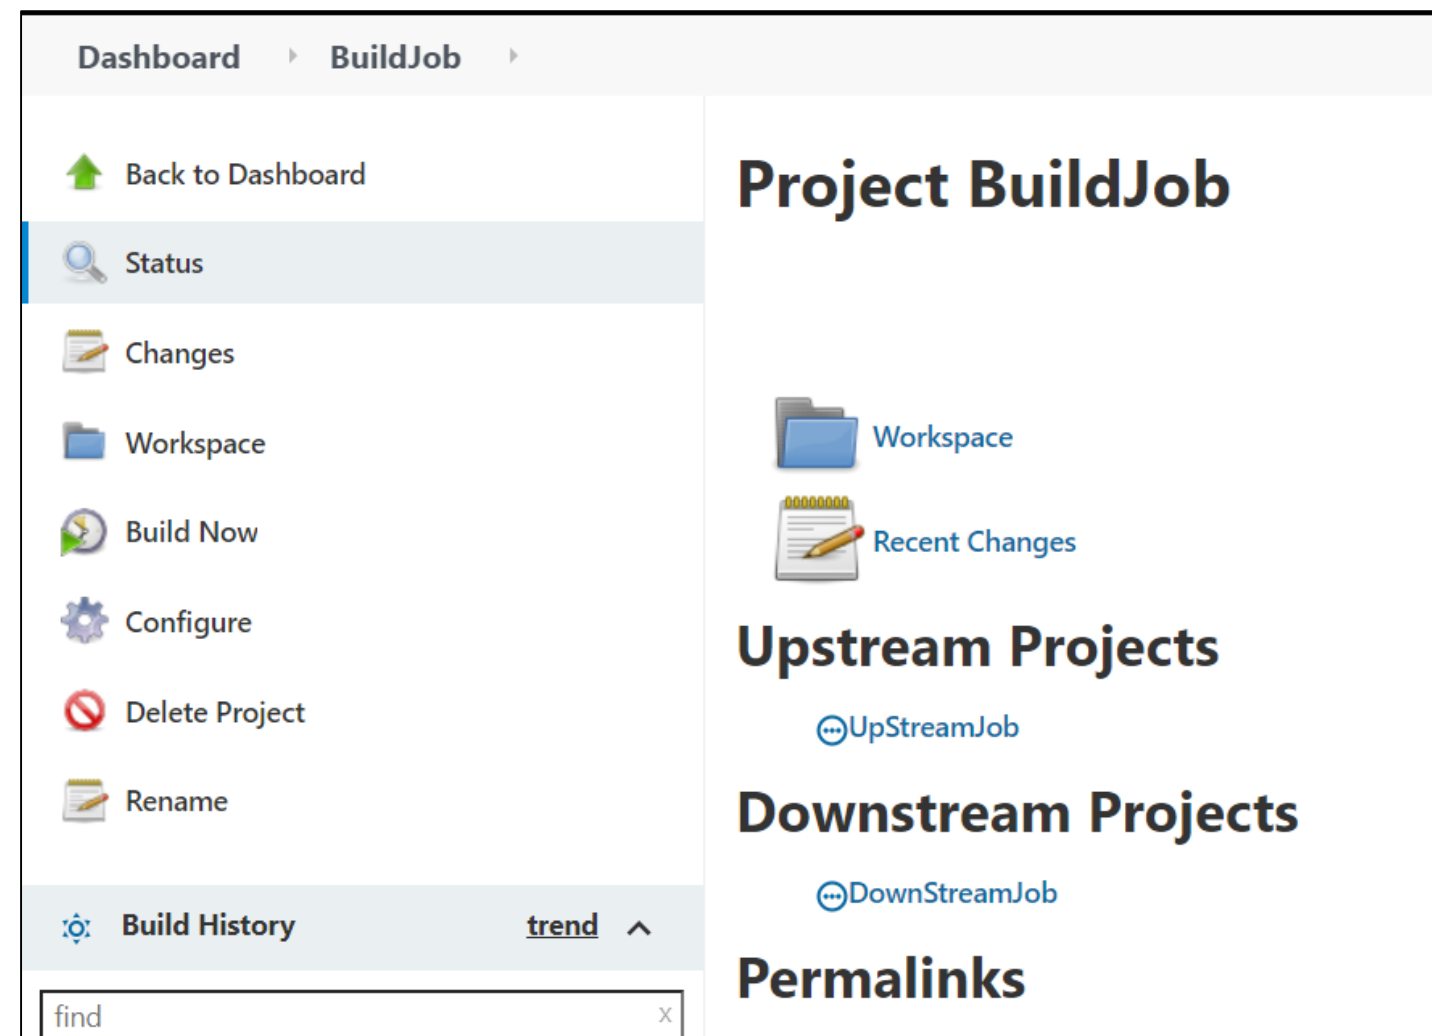 Dashboard
BuildJob
Back to Dashboard
Status
Changes
Workspace
Build Now
Configure
Delete Project
Rename
Build History
trend
find
x
Project BuildJob
Workspace
Recent Changes
Upstream Projects
UpStreamJob
Downstream Projects
DownStreamJob
Permalinks